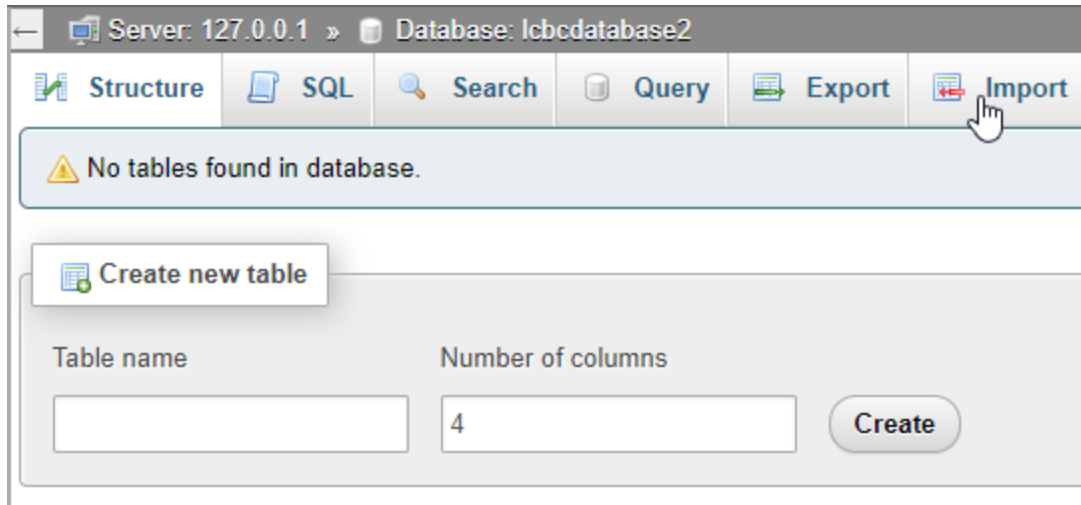 ← Server: 127.0.0.1 » Database: lcbcdatabase2
Structure SQL Search Query Export Import
No tables found in database.
Create new table
Table name Number of columns
4 Create